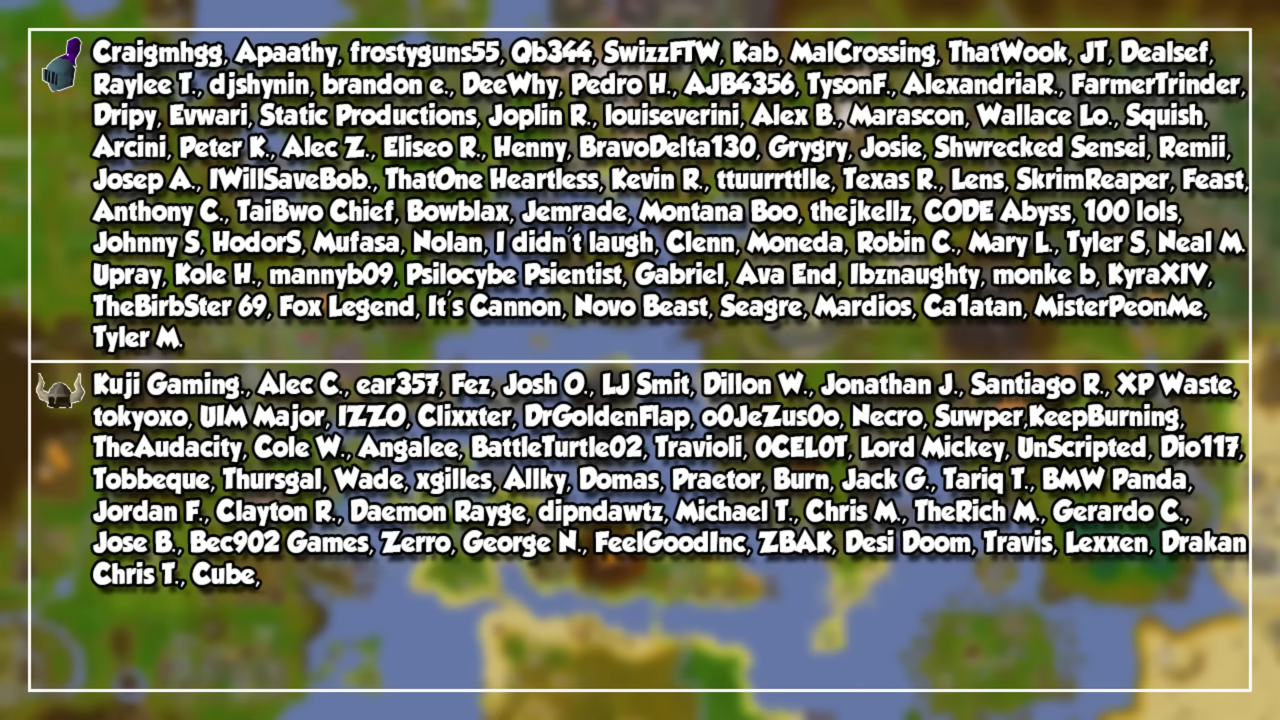 Craigmhgg, Apaathy, frostyguns55, Qb344, SwizzFTW, Kab, MalCrossing, ThatWook, JT, Dealsef,
Raylee T., djshynin, brandon e., DeeWhy, Pedro H., AJB4356, TysonF., AlexandriaR., FarmerTrinder,
Dripy, Evwari, Static Productions, Joplin R., louiseverini, Alex B., Marascon, Wallace Lo., Squish,
Arcini, Peter K., Alec Z., Eliseo R., Henny, BravoDelta130, Grygry, Josie, Shwrecked Sensei, Remii,
Josep A., IWillSaveBob., ThatOne Heartless, Kevin R., ttuurrttlle, Texas R., Lens, SkrimReaper, Feast,
Anthony C., TaiBwo Chief, Bowblax, Jemrade, Montana Boo, thejkellz, CODE Abyss, 100 lols,
Johnny S, HodorS, Mufasa, Nolan, I didn't laugh, Clenn, Moneda, Robin C., Mary L., Tyler S, Neal M.
Upray, Kole H., mannyb09, Psilocybe Psientist, Gabriel, Ava End, Ibznaughty, monke b, KyraXIV,
TheBirbSter 69, Fox Legend, It's Cannon, Novo Beast, Seagre, Mardios, Ca1atan, MisterPeonMe,
Tyler M.
Kuji Gaming., Alec C., ear357, Fez, Josh O., LJ Smit, Dillon W., Jonathan J., Santiago R., XP Waste,
tokyoxo, UIM Major, IZZO, Clixxter, DrGoldenFlap, o0JeZus0o, Necro, Suwper,KeepBurning,
TheAudacity, Cole W., Angalee, BattleTurtle02, Travioli, 0CEL0T, Lord Mickey, UnScripted, Dio117,
Tobbeque, Thursgal, Wade, xgilles, Allky, Domas, Praetor, Burn, Jack G., Tariq T., BMW Panda,
Jordan F., Clayton R., Daemon Rayge, dipndawtz, Michael T., Chris M., TheRich M., Gerardo C.,
Jose B., Bec902 Games, Zerro, George N., FeelGoodInc, ZBAK, Desi Doom, Travis, Lexxen, Drakan
Chris T., Cube,